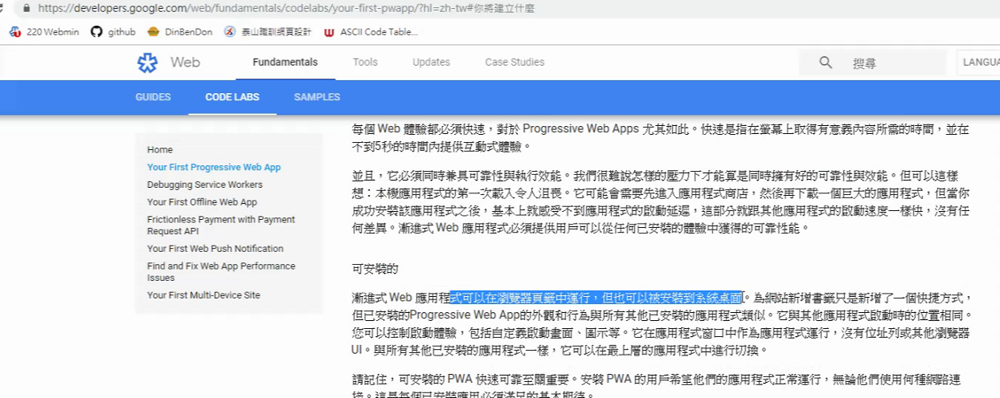 https://developers.google.com/web/fundamentals/codelabs/your-first-pwapp/?hl=zh-tw#你將建立什麼
220 Webmin github DinBenDon 泰山職訓網頁設計 ASCII Code Table...
Web Fundamentals Tools Updates Case Studies 搜尋 LANGUA
GUIDES CODE LABS SAMPLES
Home
Your First Progressive Web App
Debugging Service Workers
Your First Offline Web App
Frictionless Payment with Payment
Request API
Your First Web Push Notification
Find and Fix Web App Performance
Issues
Your First Multi-Device Site
每個 Web 體驗都必須快速，對於 Progressive Web Apps 尤其如此。快速是指在螢幕上取得有意義內容所需的時間，並在
不到5秒的時間內提供互動式體驗。
並且，它必須同時兼具可靠性與執行效能。我們很難說怎樣的壓力下才能算是同時擁有好的可靠性與效能。但可以這樣
想：本機應用程式的第一次載入令人沮喪。它可能會需要先進入應用程式商店，然後再下載一個巨大的應用程式，但當你
成功安裝該應用程式之後，基本上就感受不到應用程式的啟動延遲，這部分就跟其他應用程式的啟動速度一樣快，沒有任
何差異。漸進式 Web 應用程式必須提供用戶可以從任何已安裝的體驗中獲得的可靠性能。
可安裝的
漸進式 Web 應用程式可以在瀏覽器頁籤中運行，但也可以被安裝到系統桌面。為網站新增書籤只是新增了一個快捷方式，
但已安裝的Progressive Web App的外觀和行為與所有其他已安裝的應用程式類似。它與其他應用程式啟動時的位置相同。
您可以控制啟動體驗，包括自定義啟動畫面、圖示等。它在應用程式窗口中作為應用程式運行，沒有位址列或其他瀏覽器
UI。與所有其他已安裝的應用程式一樣，它可以在最上層的應用程式中進行切換。
請記住，可安裝的 PWA 快速可靠至關重要。安裝 PWA 的用戶希望他們的應用程式正常運行，無論他們使用何種網路連
接。這是每個已安裝應用必須滿足的基本期待。